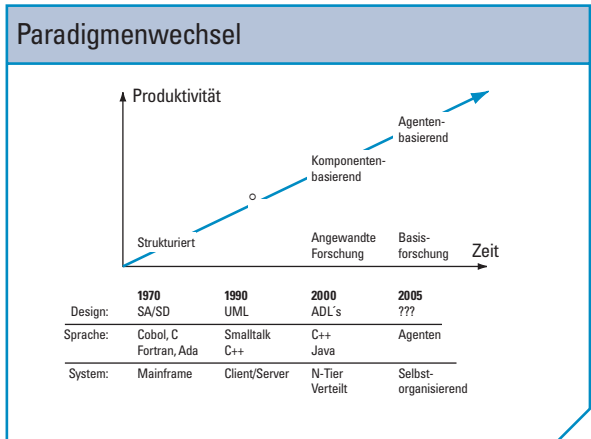 Paradigmenwechsel
Produktivität
Agenten-
basierend
Komponenten-
basierend
Strukturiert
Angewandte
Forschung
Basis-
forschung
Zeit
1970 1990 2000 2005
Design: SA/SD UML ADL´s ???
Sprache: Cobol, C Smalltalk C++ Agenten
Fortran, Ada C++ Java
System: Mainframe Client/Server N-Tier Selbst-
Verteilt organisierend